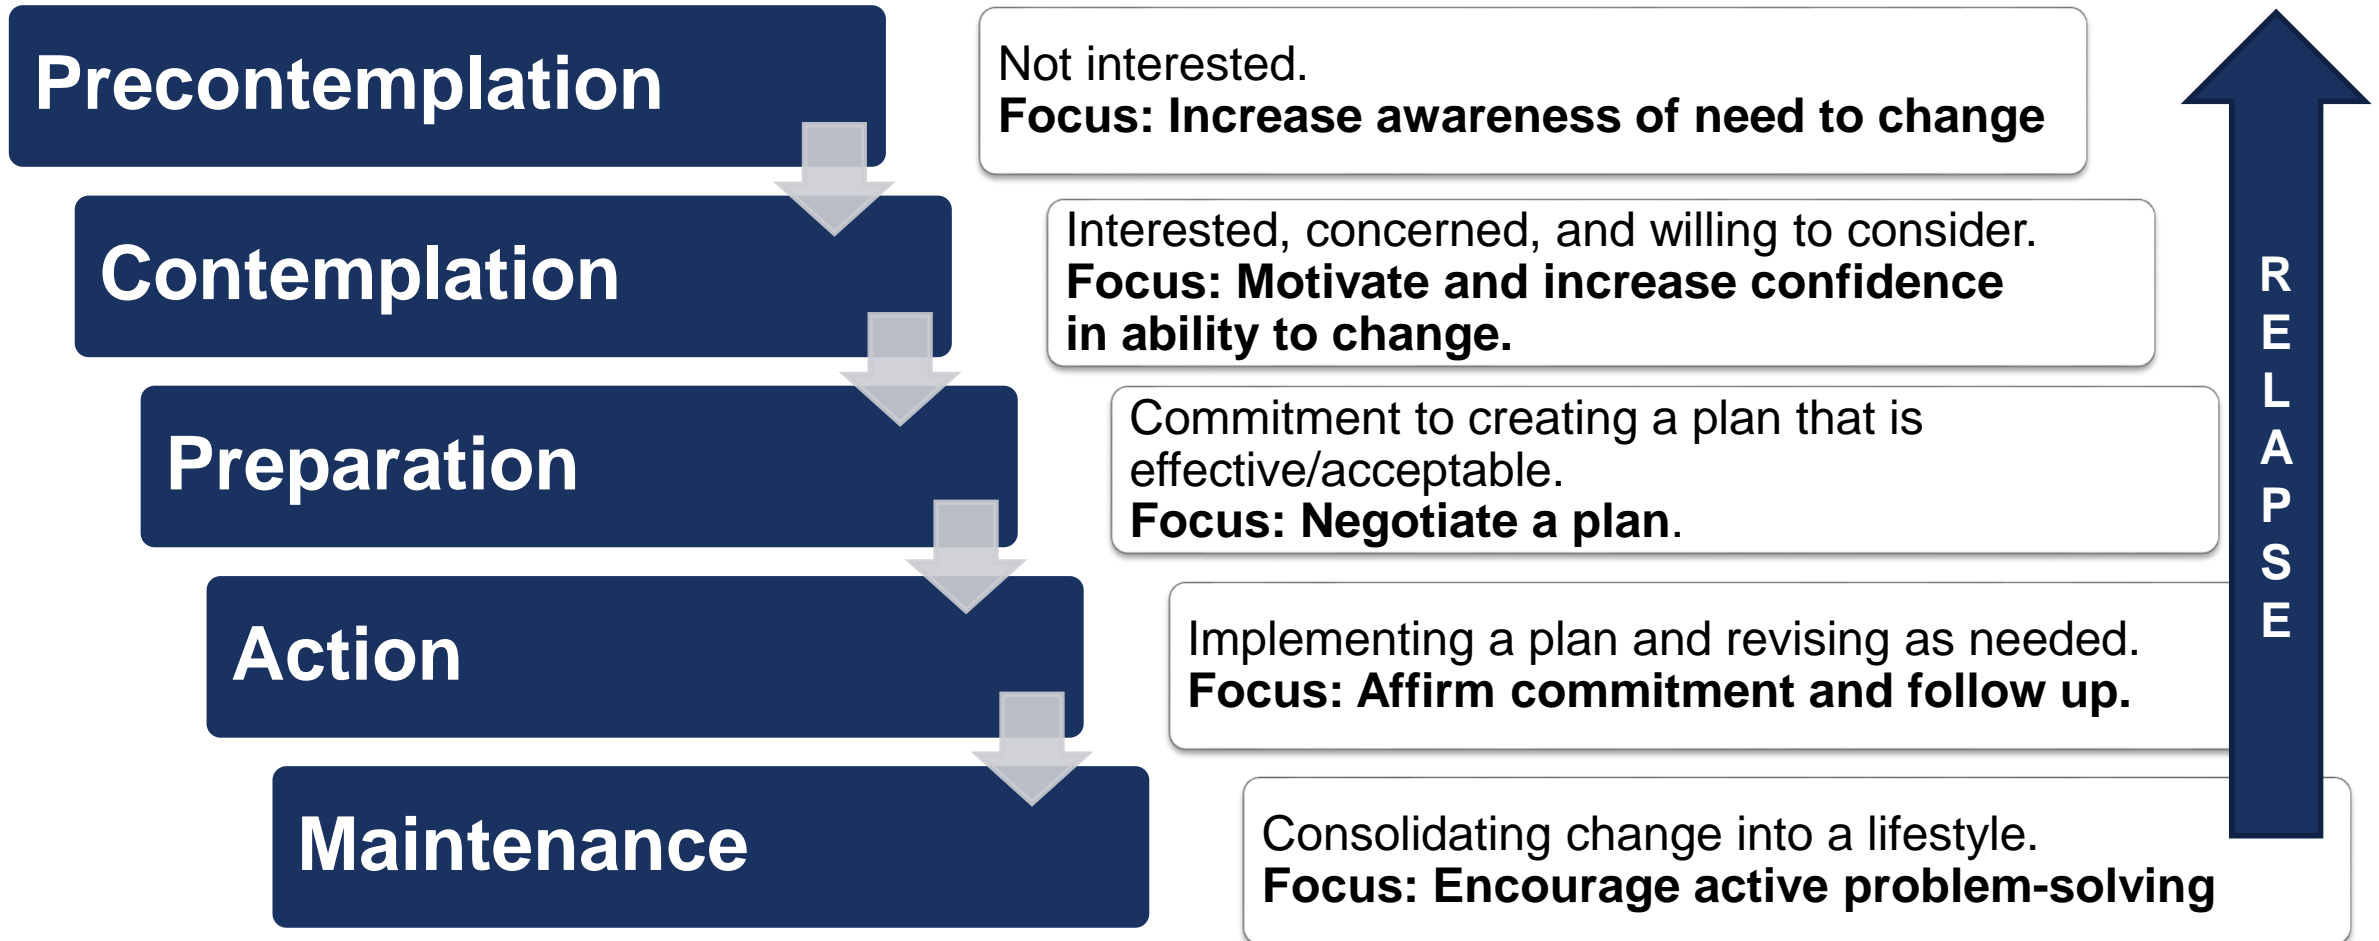 Precontemplation
Not interested.
Focus: Increase awareness of need to change
Contemplation
Interested, concerned, and willing to consider.
Focus: Motivate and increase confidence
in ability to change.
Preparation
Commitment to creating a plan that is
effective/acceptable.
Focus: Negotiate a plan.
Action
Implementing a plan and revising as needed.
Focus: Affirm commitment and follow up.
Maintenance
Consolidating change into a lifestyle.
Focus: Encourage active problem-solving
R
E
L
A
P
S
E